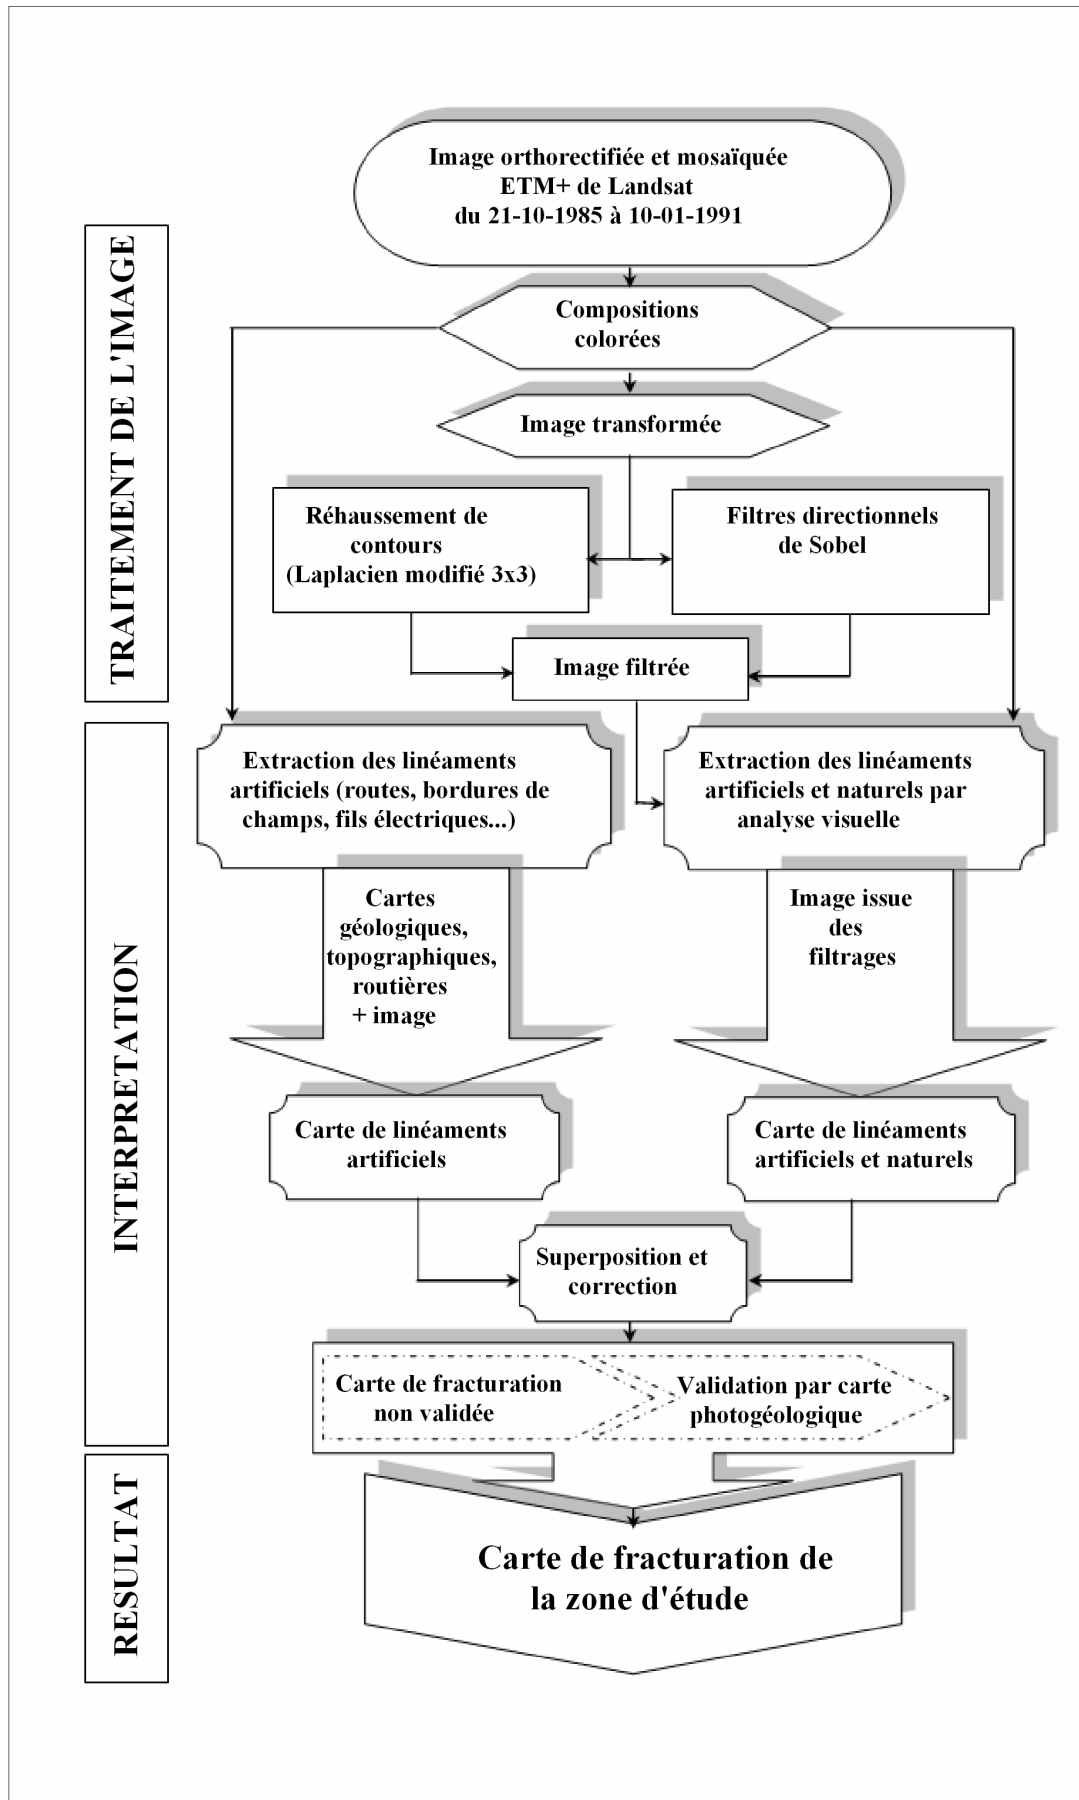 Image orthorectifiée et mosaïquée
ETM+ de Landsat
du 21-10-1985 à 10-01-1991
TRAITEMENT DE L'IMAGE
Compositions
colorées
Image transformée
Réhaussement de
contours
(Laplacien modifié 3x3)
Filtres directionnels
de Sobel
Image filtrée
INTERPRETATION
Extraction des linéaments
artificiels (routes, bordures de
champs, fils électriques...)
Extraction des linéaments
artificiels et naturels par
analyse visuelle
Cartes
géologiques,
topographiques,
routières
+ image
Image issue
des
filtrages
Carte de linéaments
artificiels
Carte de linéaments
artificiels et naturels
Superposition et
correction
Carte de fracturation
non validée
Validation par carte
photogéologique
RESULTAT
Carte de fracturation de
la zone d'étude